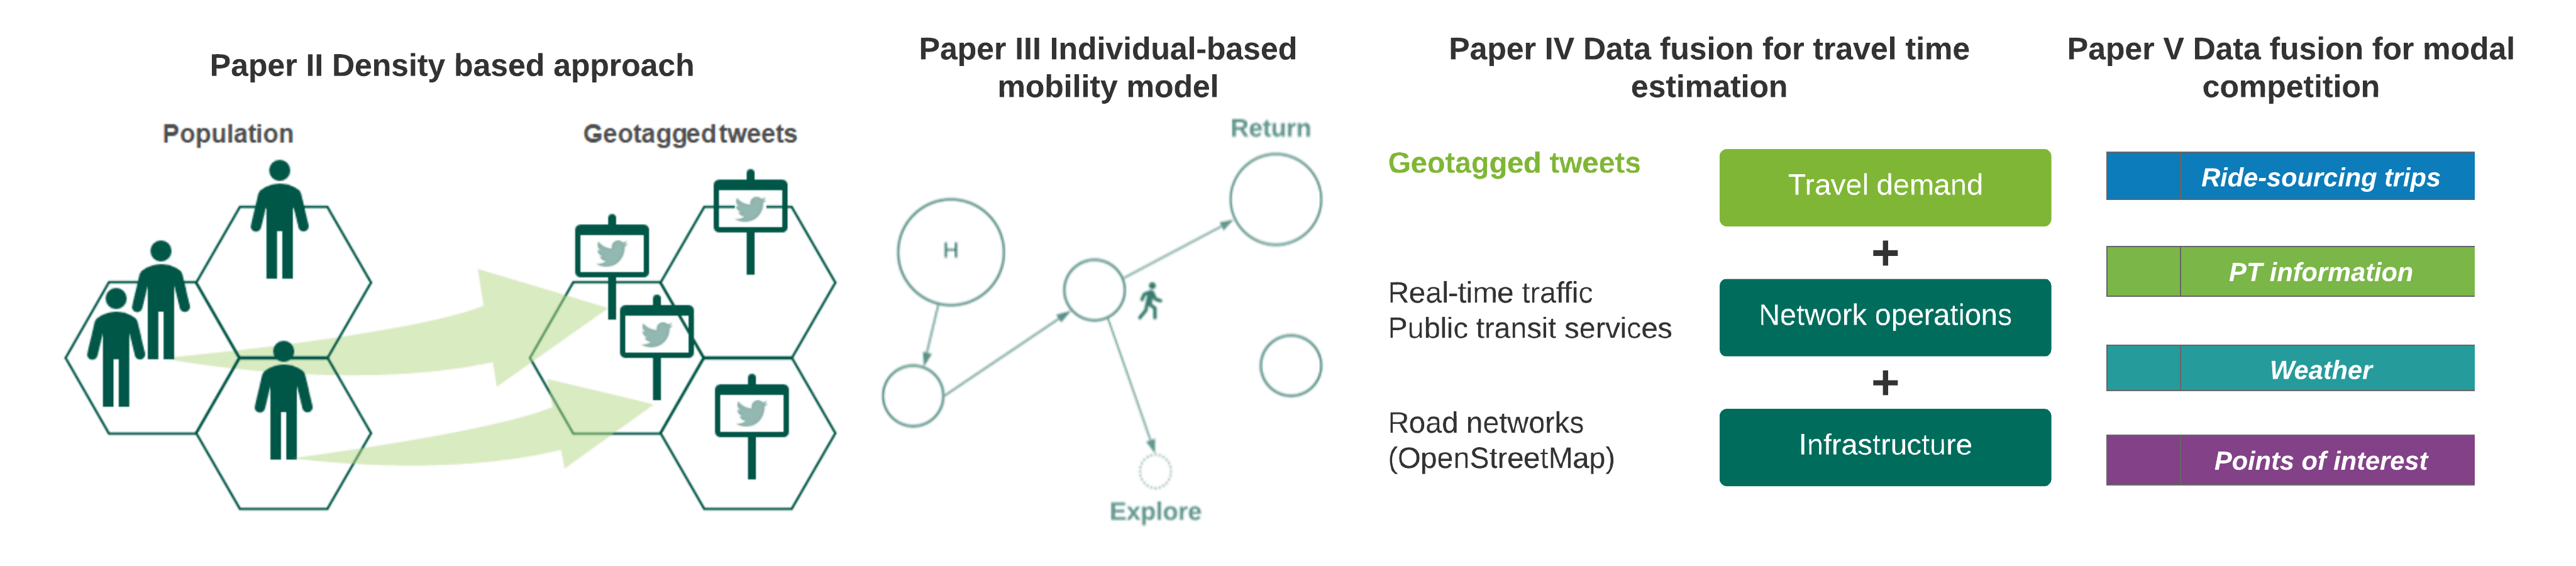 Paper II Density based approach
Population
Geotagged tweets
Paper III Individual-based
mobility model
Return
H
Explore
Paper IV Data fusion for travel time
estimation
Geotagged tweets
Travel demand
+
Real-time traffic
Public transit services
Network operations
+
Road networks
(OpenStreetMap)
Infrastructure
Paper V Data fusion for modal
competition
Ride-sourcing trips
PT information
Weather
Points of interest